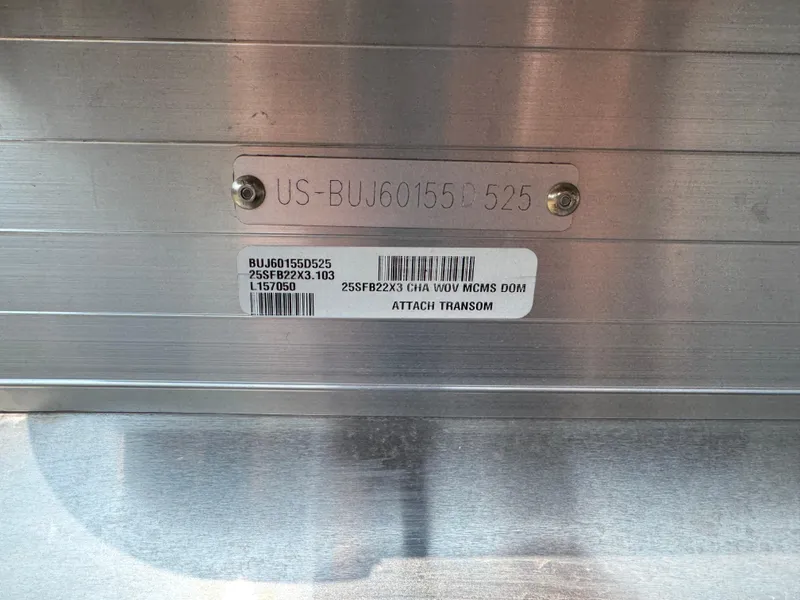 US-BUJ60155D525
BUJ60155D525
25SFB22X3.103
L157050
25SFB22X3 CHA WOV MCMS DOM
ATTACH TRANSOM